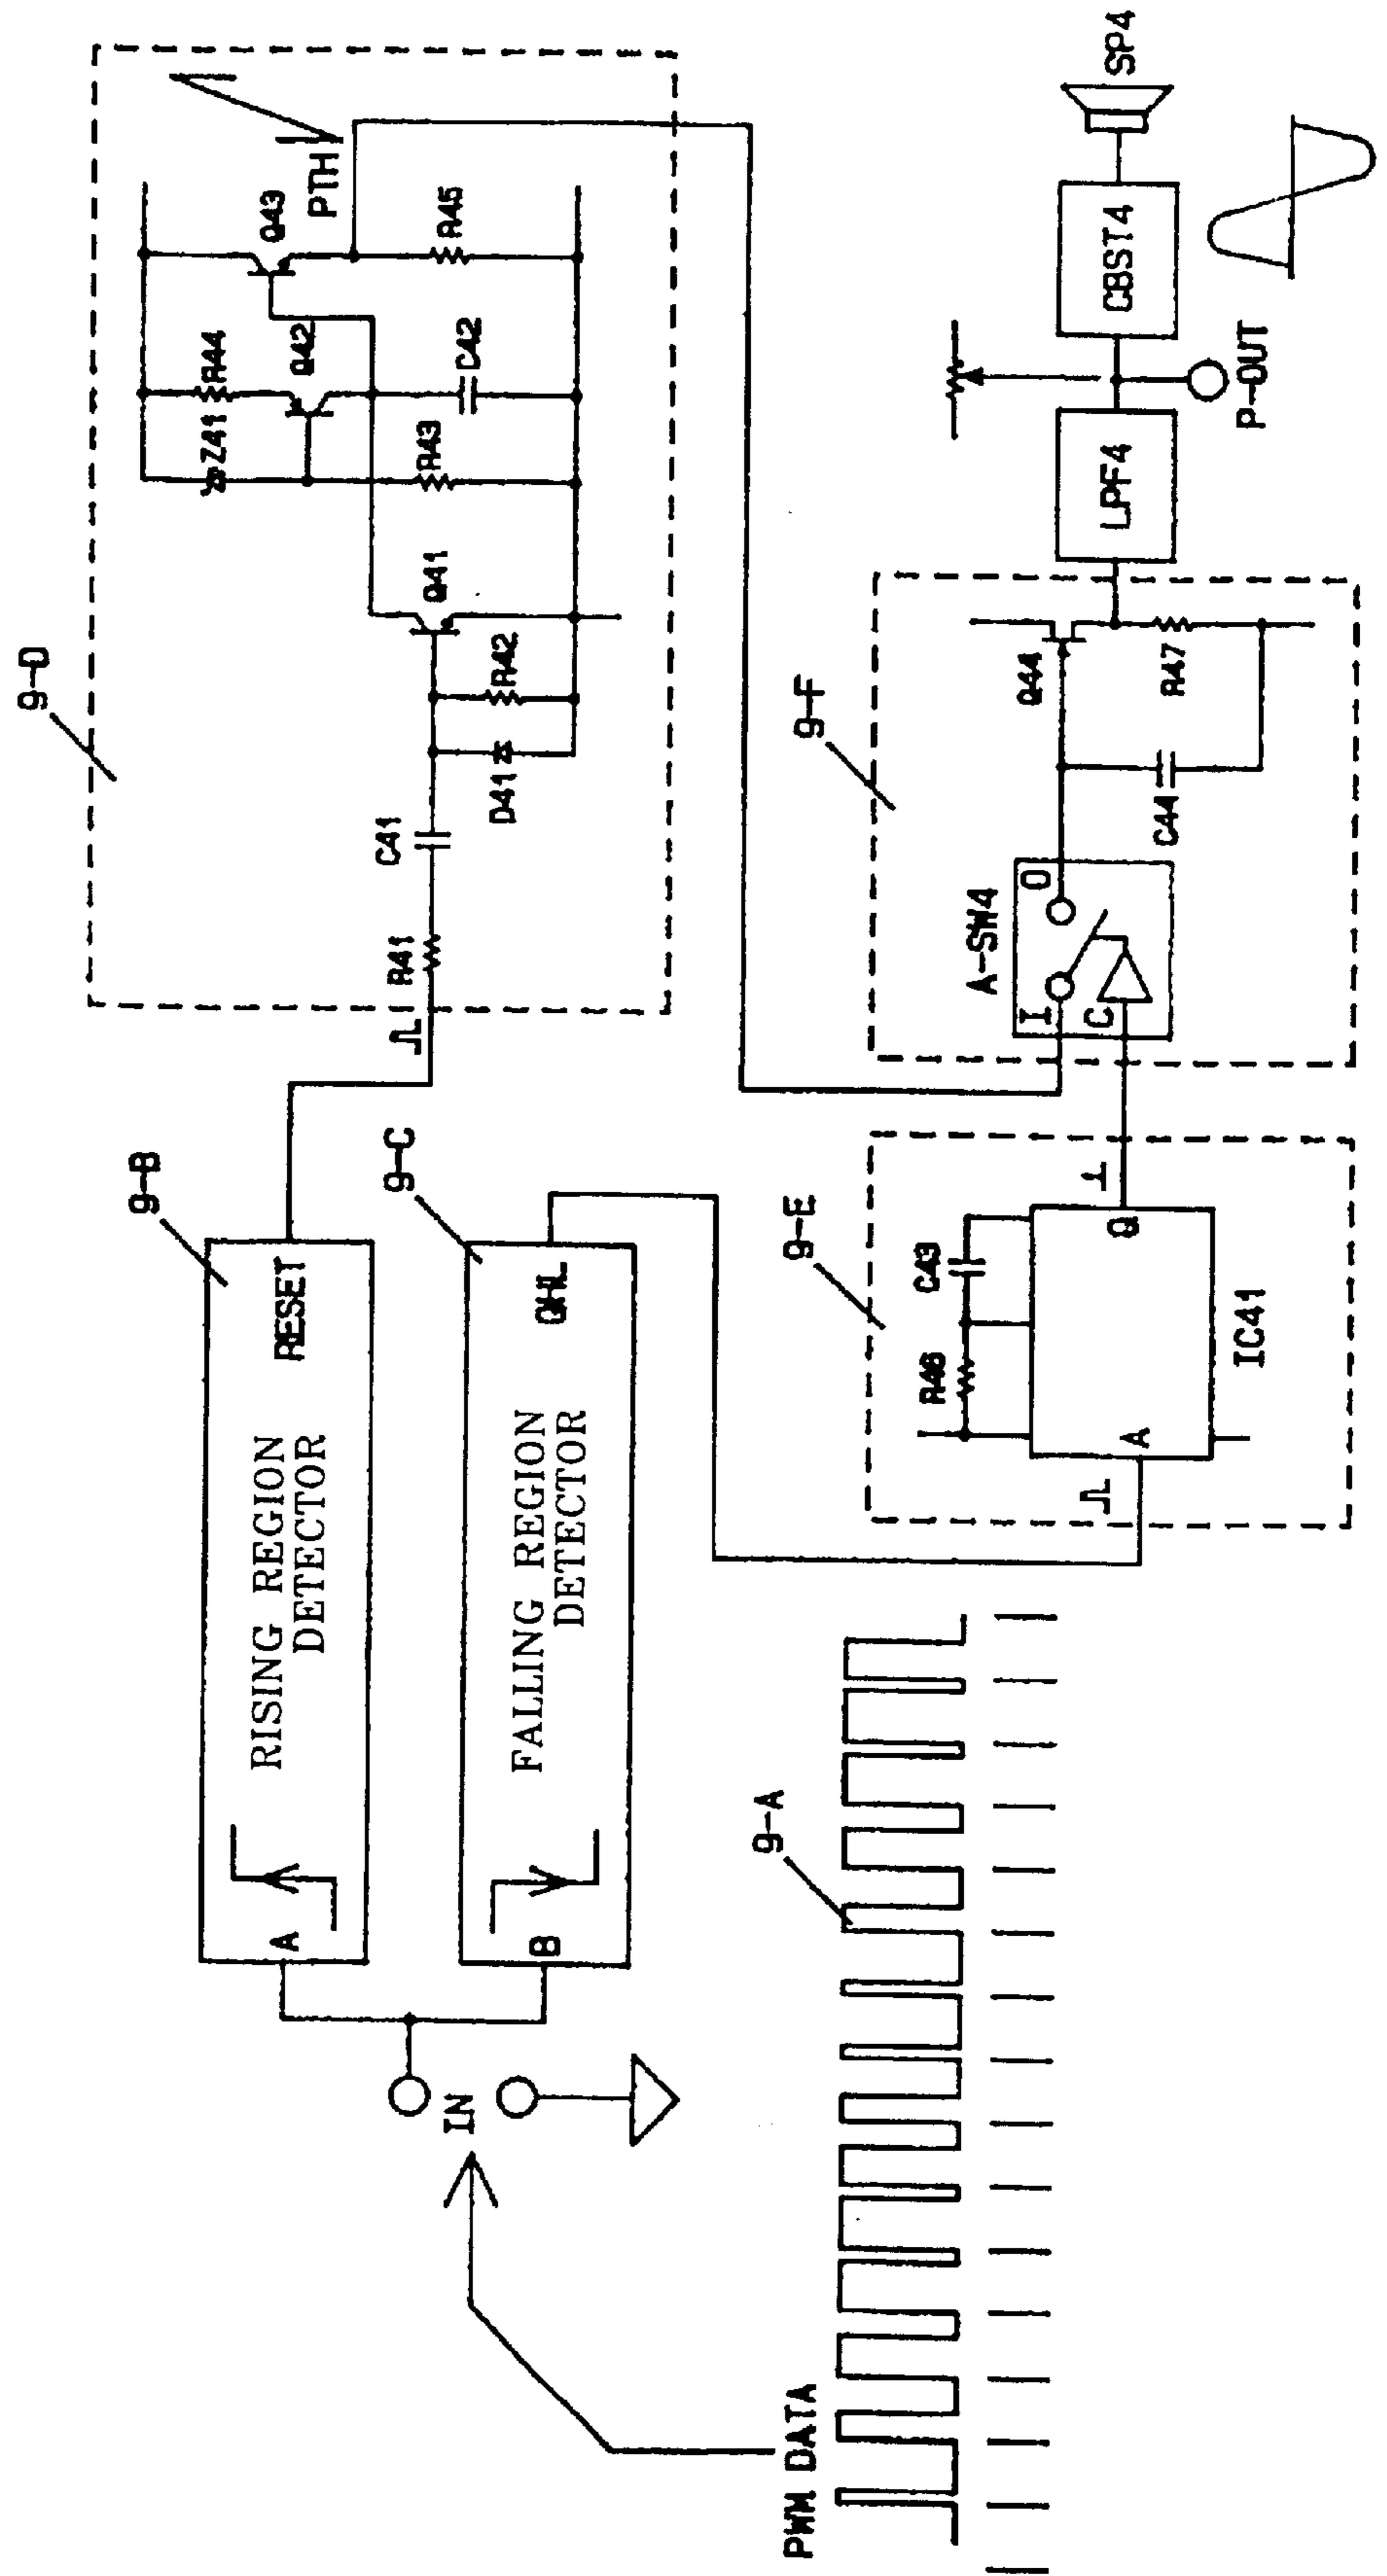 9-D
PTH
Q43
R45
R44
Q42
C42
Z41
R43
Q41
R42
D41
C41
R41
9-B
RISING REGION
DETECTOR
A
RESET
9-C
FALLING REGION
DETECTOR
B
QHL
IN
PWM DATA
9-A
9-E
R46
C43
A
Q
IC41
9-F
A-SW4
I
O
C
C44
Q44
R47
LPF4
P-OUT
CBST4
SP4